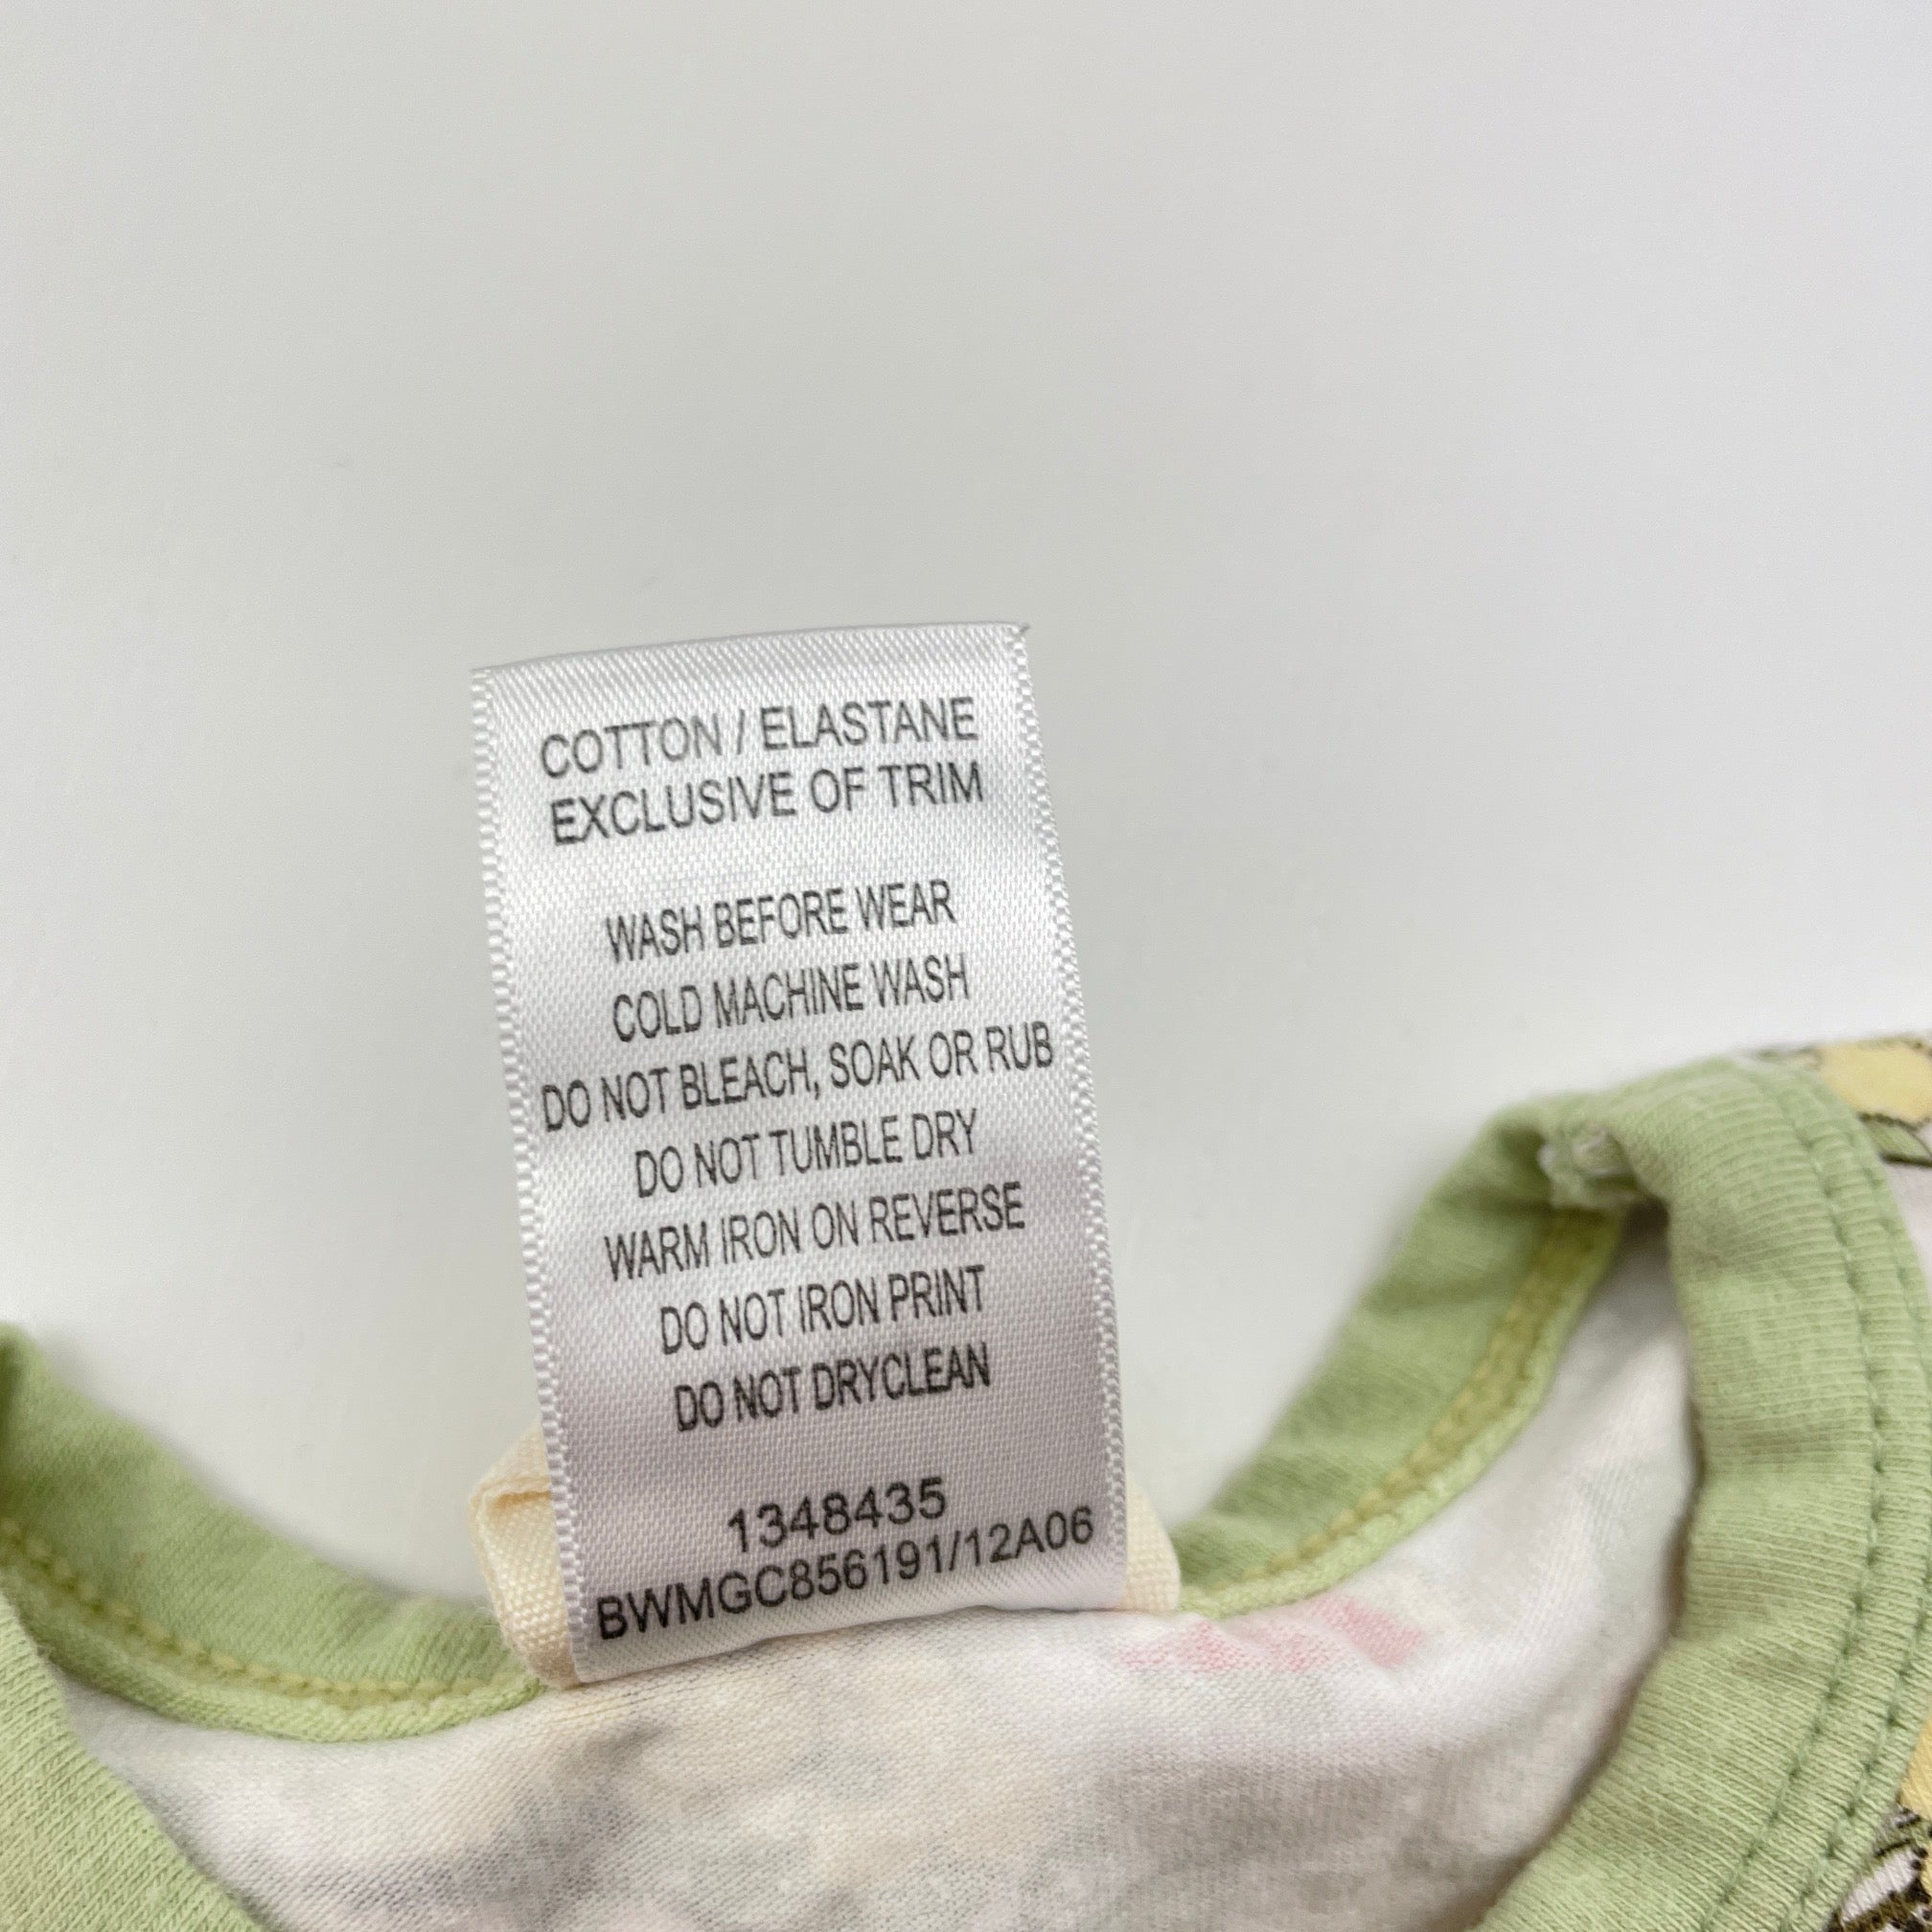 COTTON / ELASTANE
EXCLUSIVE OF TRIM
WASH BEFORE WEAR
COLD MACHINE WASH
DO NOT BLEACH, SOAK OR RUB
DO NOT TUMBLE DRY
WARM IRON ON REVERSE
DO NOT IRON PRINT
DO NOT DRYCLEAN
1348435
BWMGC856191/12A06